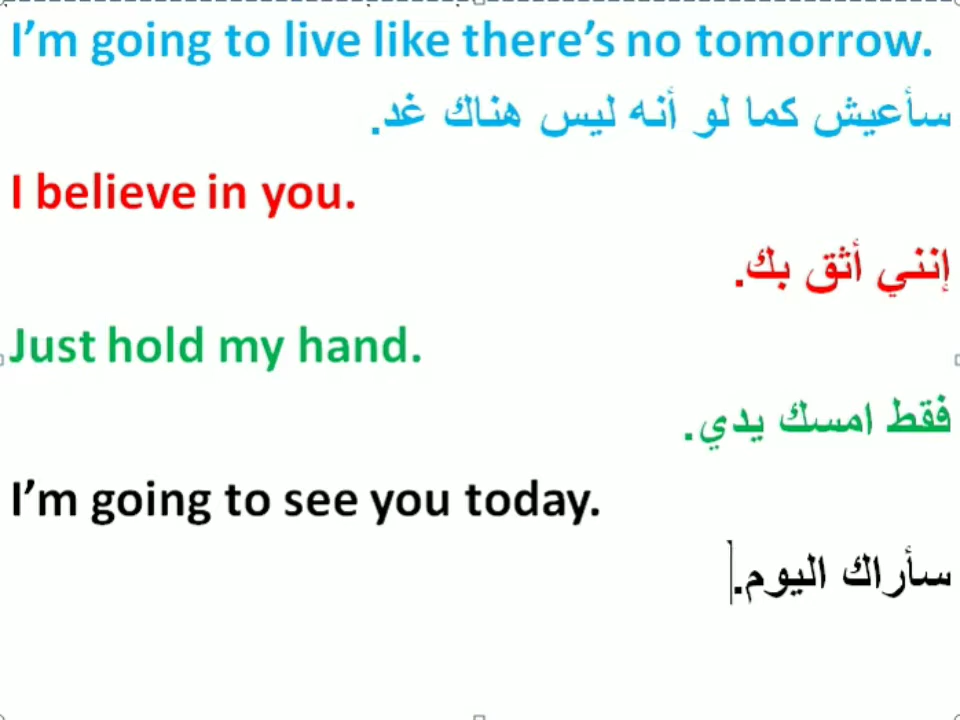 I’m going to live like there’s no tomorrow.
سأعيش كما لو أنه ليس هناك غد.
I believe in you.
إنني أثق بك.
Just hold my hand.
فقط امسك يدي.
I’m going to see you today.
سأراك اليوم.